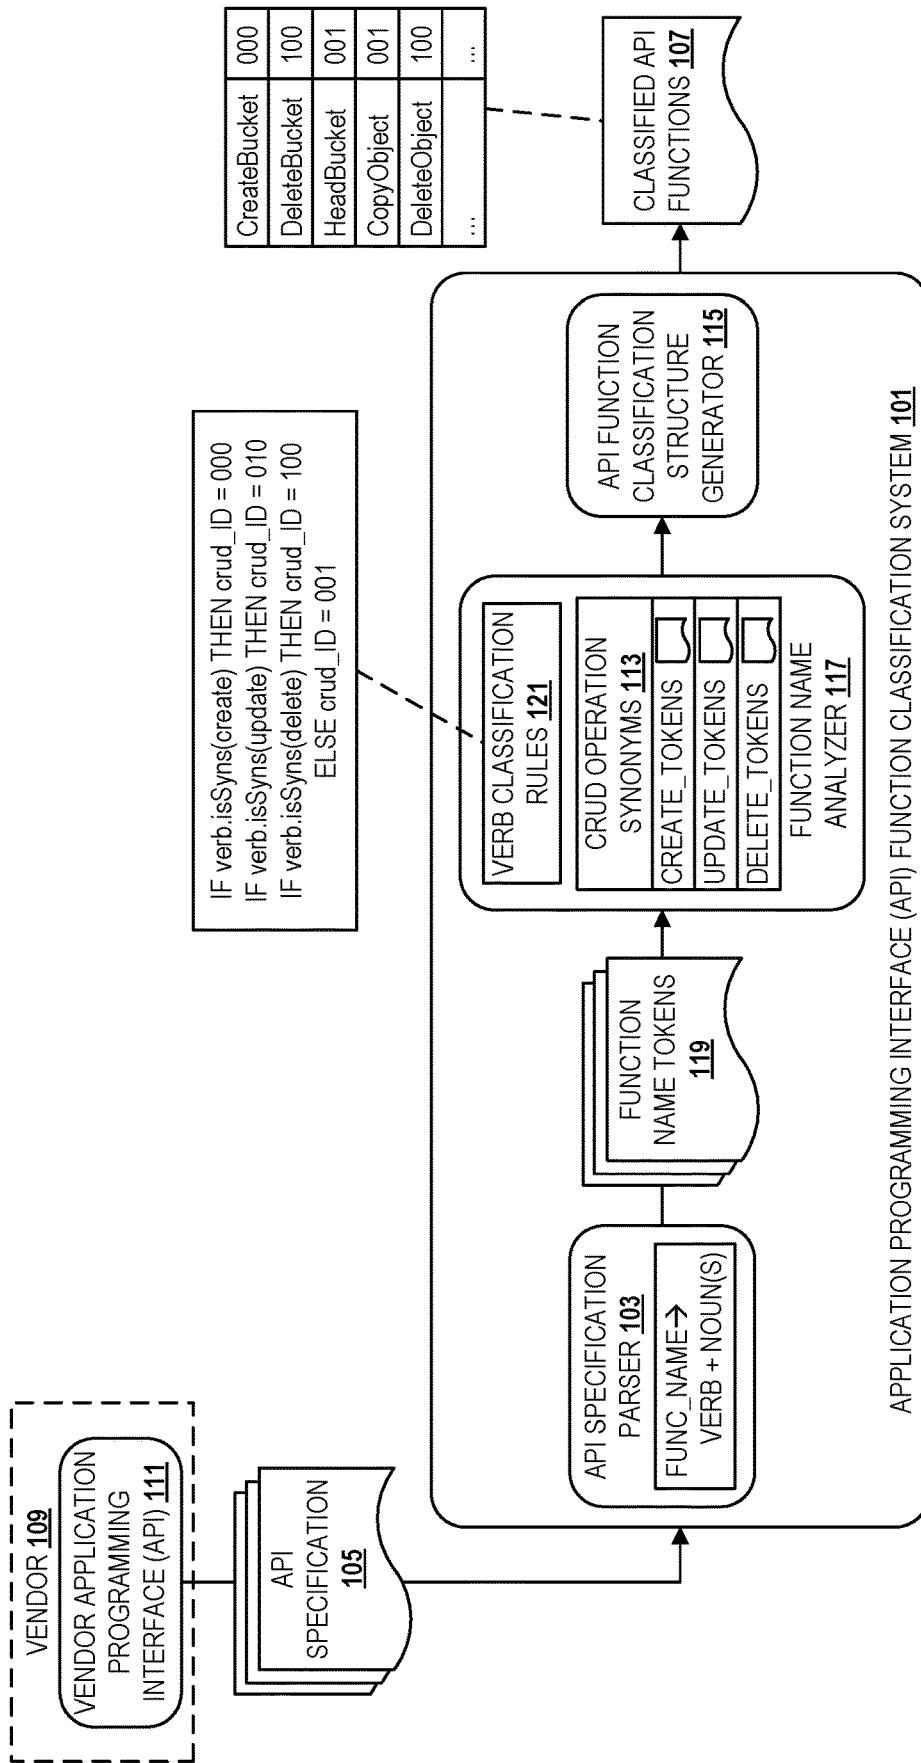 VENDOR 109
VENDOR APPLICATION
PROGRAMMING
INTERFACE (API) 111
API
SPECIFICATION
105
API SPECIFICATION
PARSER 103
FUNC_NAME→
VERB + NOUN(S)
FUNCTION
NAME TOKENS
119
IF verb.isSyns(create) THEN crud_ID = 000
IF verb.isSyns(update) THEN crud_ID = 010
IF verb.isSyns(delete) THEN crud_ID = 100
ELSE crud_ID = 001
VERB CLASSIFICATION
RULES 121
CRUD OPERATION
SYNONYMS 113
CREATE_TOKENS
UPDATE_TOKENS
DELETE_TOKENS
FUNCTION NAME
ANALYZER 117
API FUNCTION
CLASSIFICATION
STRUCTURE
GENERATOR 115
CreateBucket 000
DeleteBucket 100
HeadBucket 001
CopyObject 001
DeleteObject 100
... ...
CLASSIFIED API
FUNCTIONS 107
APPLICATION PROGRAMMING INTERFACE (API) FUNCTION CLASSIFICATION SYSTEM 101